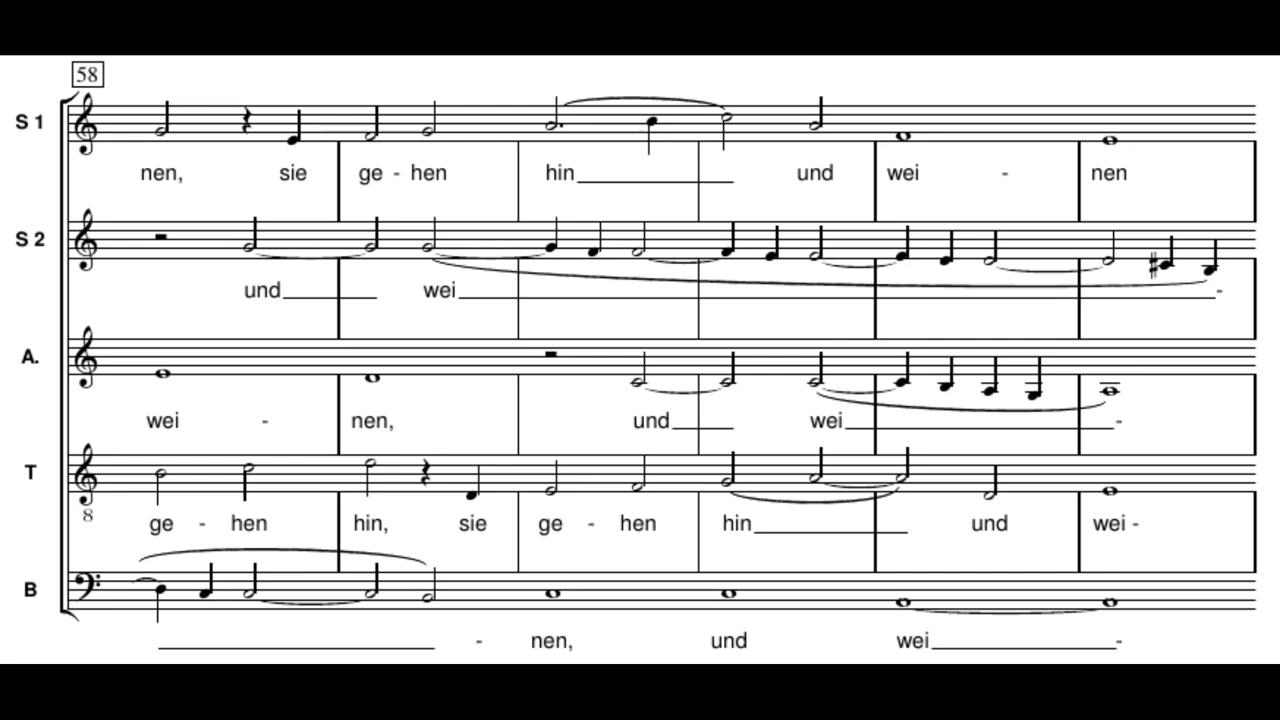 58
S 1
nen, sie ge - hen hin und wei - nen
S 2
und wei -
A.
wei - nen, und wei -
T
8
ge - hen hin, sie ge - hen hin und wei -
B
- nen, und wei -